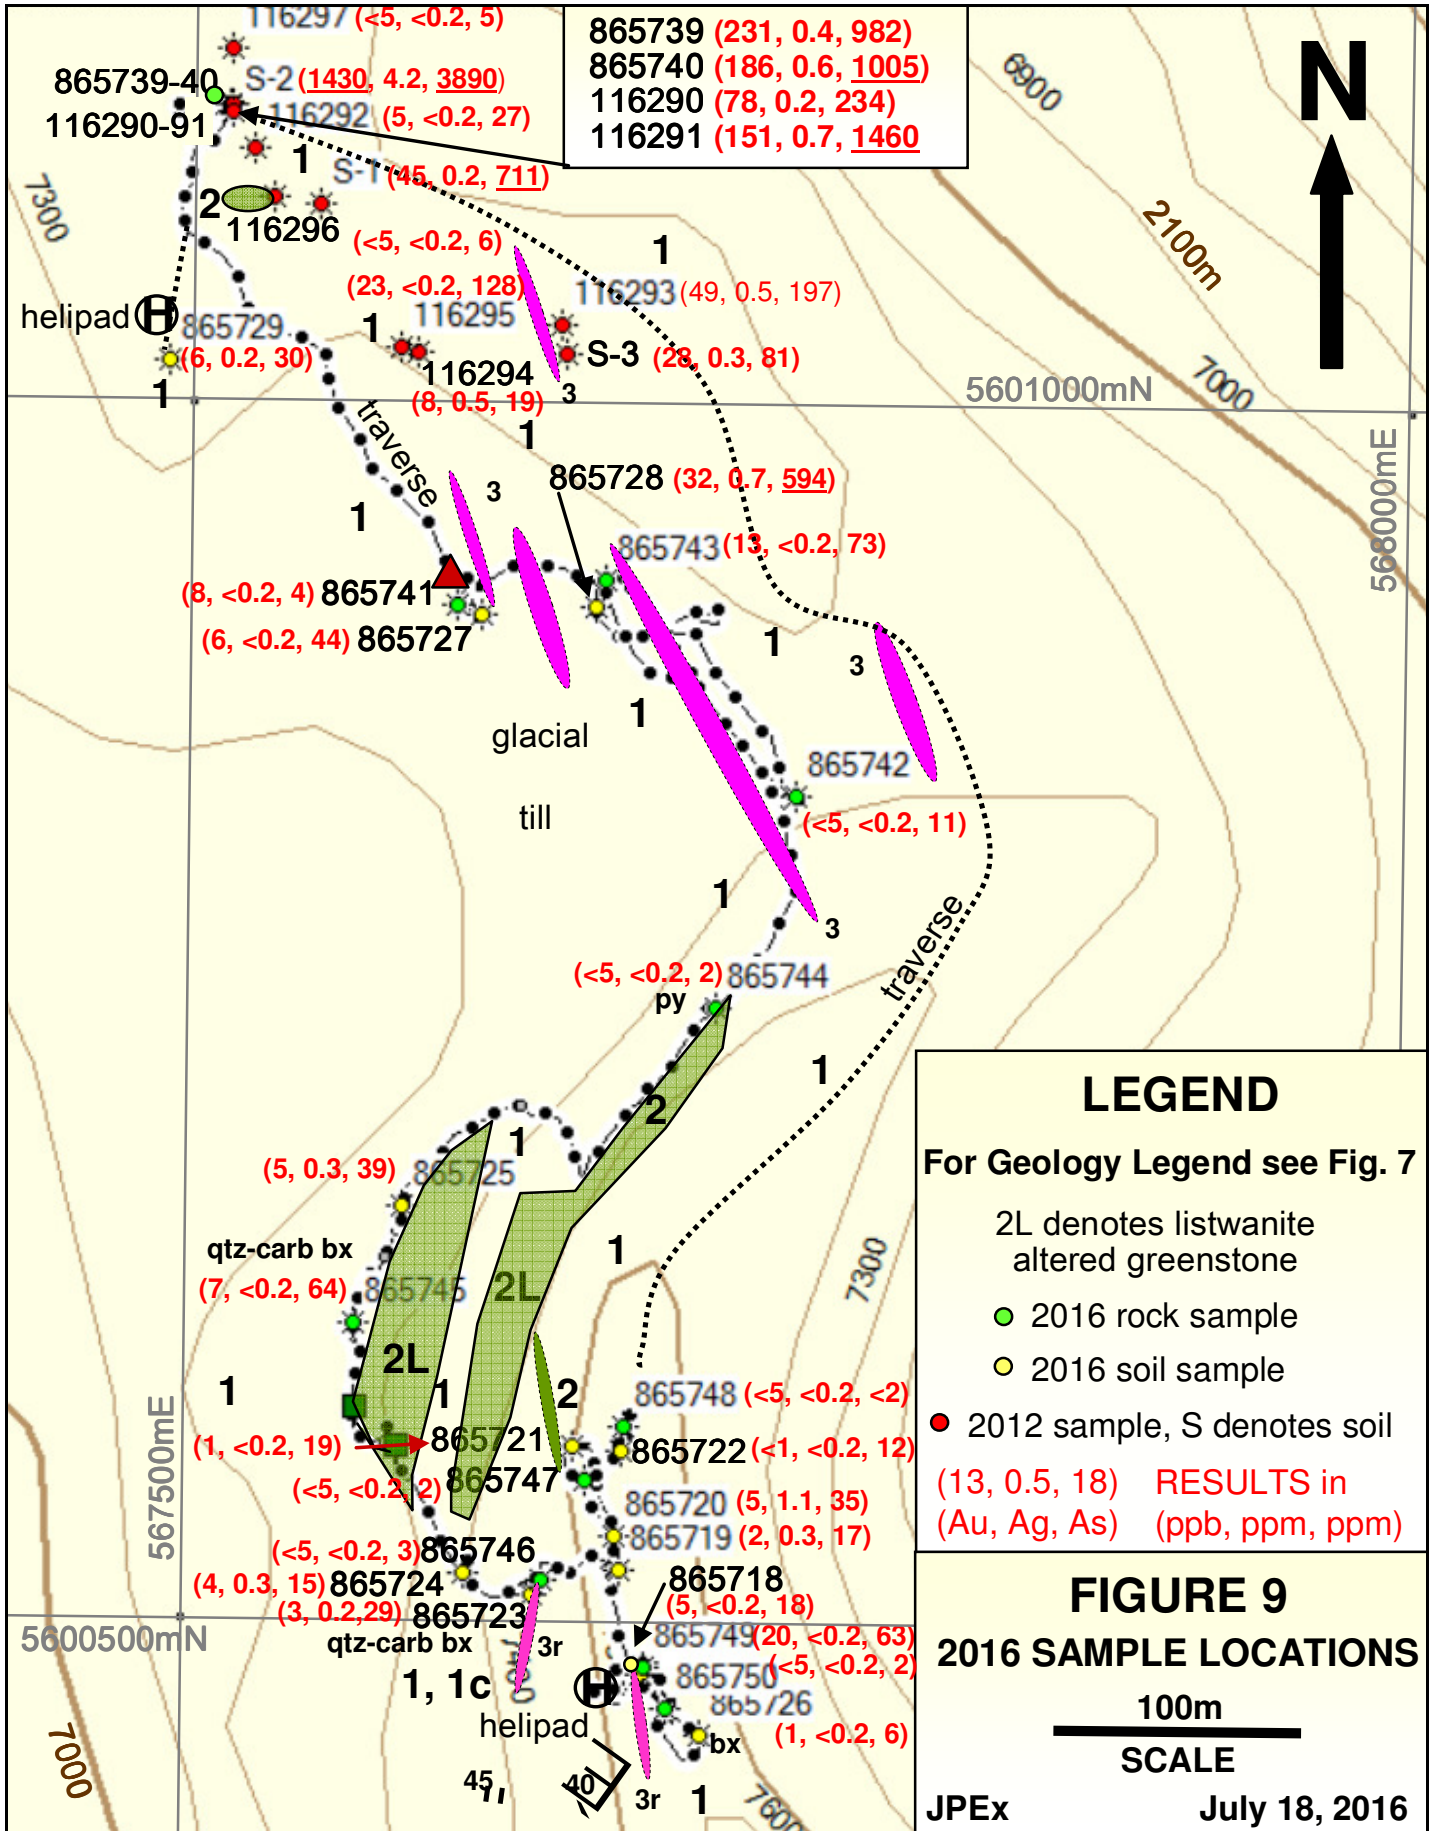 116297 (<5, <0.2, 5)
865739 (231, 0.4, 982)
865740 (186, 0.6, 1005)
116290 (78, 0.2, 234)
116291 (151, 0.7, 1460
N
6900
865739-40
S-2 (1430, 4.2, 3890)
116290-91
116292 (5, <0.2, 27)
1
S-1 (45, 0.2, 711)
7300
2
116296 (<5, <0.2, 6)
2100m
1
(23, <0.2, 128)
116293 (49, 0.5, 197)
helipad H
865729
(6, 0.2, 30)
1
1
116295
S-3 (28, 0.3, 81)
116294
(8, 0.5, 19)
3
7000
5601000mN
568000mE
traverse
1
3
865728 (32, 0.7, 594)
1
865743 (13, <0.2, 73)
(8, <0.2, 4) 865741
(6, <0.2, 44) 865727
1
3
1
glacial
till
865742
(<5, <0.2, 11)
1
3
traverse
(<5, <0.2, 2) 865744
py
1
2
1
(5, 0.3, 39) 865725
qtz-carb bx
(7, <0.2, 64) 865745
1
2L
2L
7300
1
1
2
567500mE
865748 (<5, <0.2, <2)
(1, <0.2, 19) 865721
865722 (<1, <0.2, 12)
(<5, <0.2, 2) 865747
865720 (5, 1.1, 35)
865719 (2, 0.3, 17)
(<5, <0.2, 3) 865746
(4, 0.3, 15) 865724
865718
(5, <0.2, 18)
(3, 0.2,29) 865723
5600500mN
qtz-carb bx
3r
865749 (20, <0.2, 63)
865750 (<5, <0.2, 2)
1, 1c
7400
H
helipad
865726
(1, <0.2, 6)
bx
7000
45
40
3r
1
7600
LEGEND
For Geology Legend see Fig. 7
2L denotes listwanite
altered greenstone
2016 rock sample
2016 soil sample
2012 sample, S denotes soil
(13, 0.5, 18) RESULTS in
(Au, Ag, As) (ppb, ppm, ppm)
FIGURE 9
2016 SAMPLE LOCATIONS
100m
SCALE
JPEx July 18, 2016